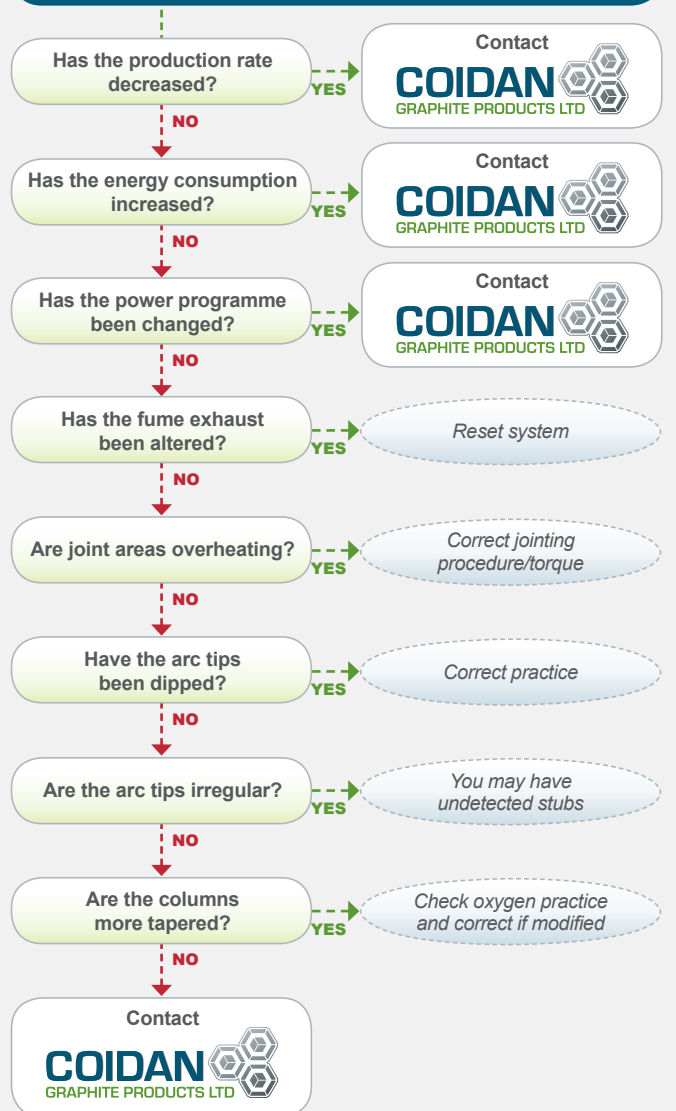 Has the production rate
decreased?
YES
Contact
COIDAN
GRAPHITE PRODUCTS LTD
NO
Has the energy consumption
increased?
YES
Contact
COIDAN
GRAPHITE PRODUCTS LTD
NO
Has the power programme
been changed?
YES
Contact
COIDAN
GRAPHITE PRODUCTS LTD
NO
Has the fume exhaust
been altered?
YES
Reset system
NO
Are joint areas overheating?
YES
Correct jointing
procedure/torque
NO
Have the arc tips
been dipped?
YES
Correct practice
NO
Are the arc tips irregular?
YES
You may have
undetected stubs
NO
Are the columns
more tapered?
YES
Check oxygen practice
and correct if modified
NO
Contact
COIDAN
GRAPHITE PRODUCTS LTD